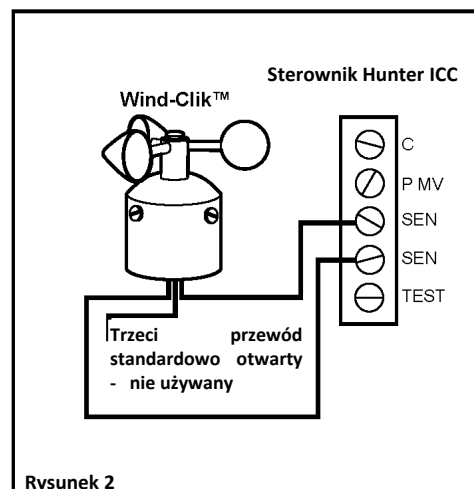 Sterownik Hunter ICC
Wind-Clik™
C
P MV
SEN
SEN
TEST
Trzeci przewód
standardowo otwarty
- nie używany
Rysunek 2